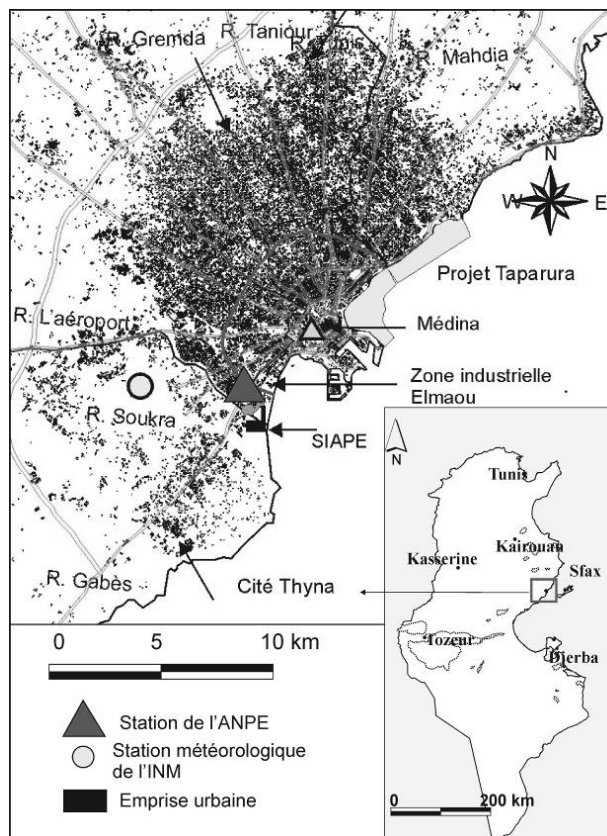 R. Gremda
R. Taniour
R. Mahdia
N
W
E
Projet Taparura
Médina
R. Laéroport
Zone industrielle
Elmaou
R. Soukra
SIAPE
Cité Thyna
R. Gabès
N
Tunis
Kairouan
Kasserine
Sfax
Tozeur
Djerba
0 200 km
0 5 10 km
Station de l'ANPE
Station météorologique
de l'INM
Emprise urbaine